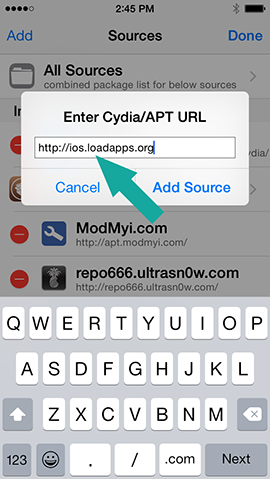 2:45 PM
Add
Sources
Done
All Sources
combined package list for below sources
In
Enter Cydia/APT URL
http://ios.loadapps.org
ydia/
Cancel
Add Source
ModMyi.com
http://apt.modmyi.com/
repo666.ultrasn0w.com
http://repo666.ultrasn0w.com/
Q W E R T Y U I O P
A S D F G H J K L
Z X C V B N M
123
.
/
.com
Next